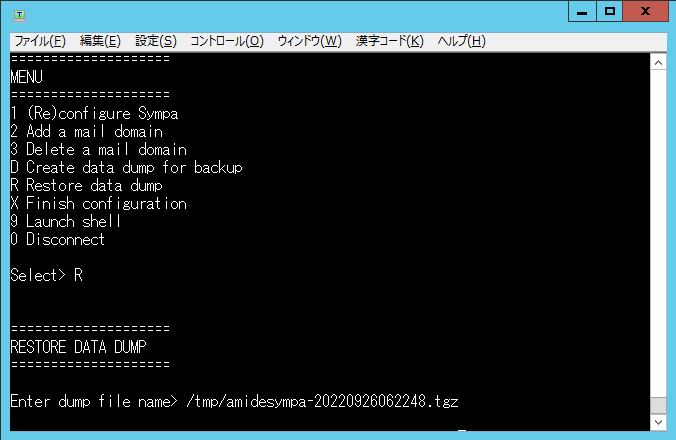 ファイル(F) 編集(E) 設定(S) コントロール(O) ウィンドウ(W) 漢字コード(K) ヘルプ(H)
====================
MENU
====================
1 (Re)configure Sympa
2 Add a mail domain
3 Delete a mail domain
D Create data dump for backup
R Restore data dump
X Finish configuration
9 Launch shell
0 Disconnect
Select> R
====================
RESTORE DATA DUMP
====================
Enter dump file name> /tmp/amidesympa-20220926062248.tgz